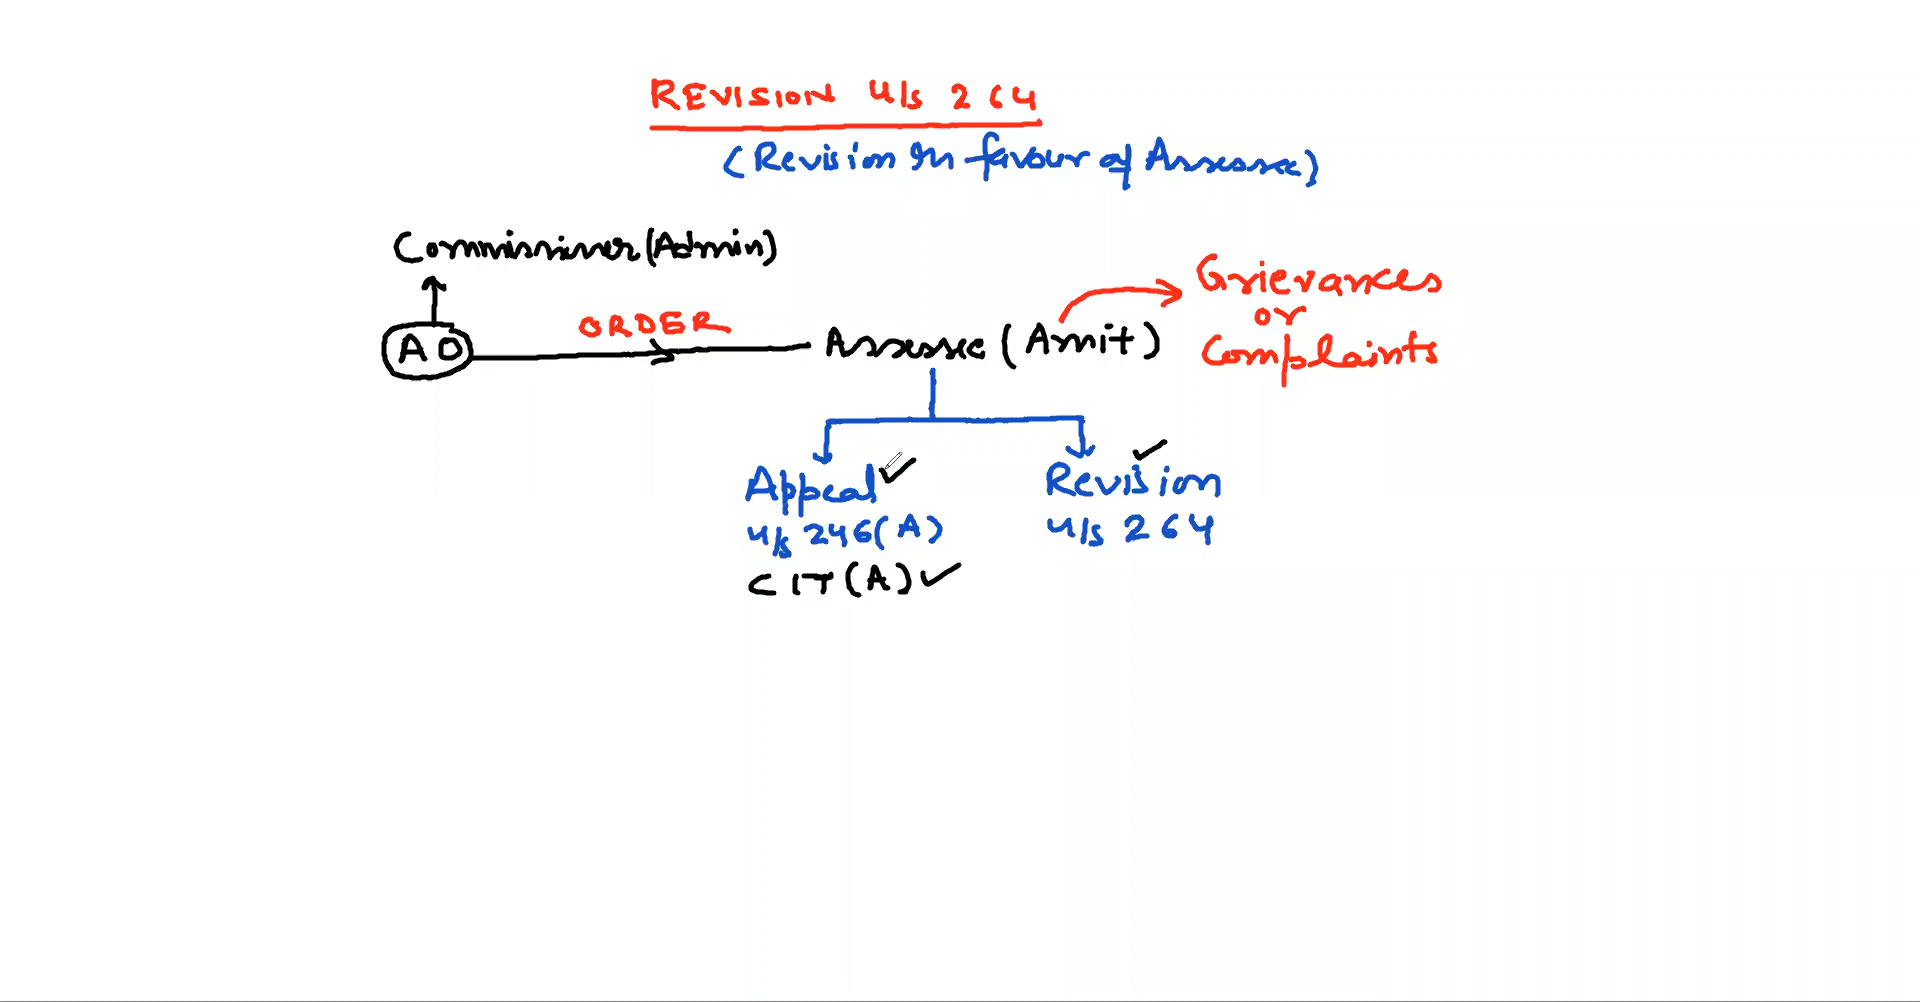 REVISION U/s 264
(Revision in favour of Assessee)
Commissioner (Admin)
AO
ORDER
Assessee (Amit)
Grievances
or
Complaints
Appeal
u/s 246(A)
CIT(A)
Revision
u/s 264